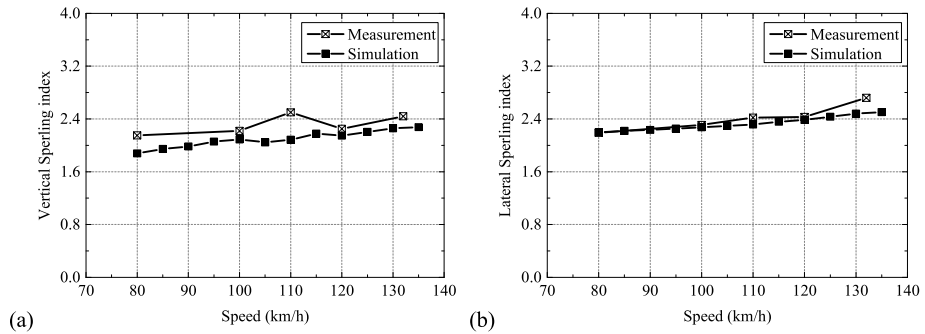 4.0
3.2
2.4
1.6
0.8
0.0
Vertical Sperling index
Measurement
Simulation
70 80 90 100 110 120 130 140
Speed (km/h)
(a)
4.0
3.2
2.4
1.6
0.8
0.0
Lateral Sperling index
Measurement
Simulation
70 80 90 100 110 120 130 140
Speed (km/h)
(b)